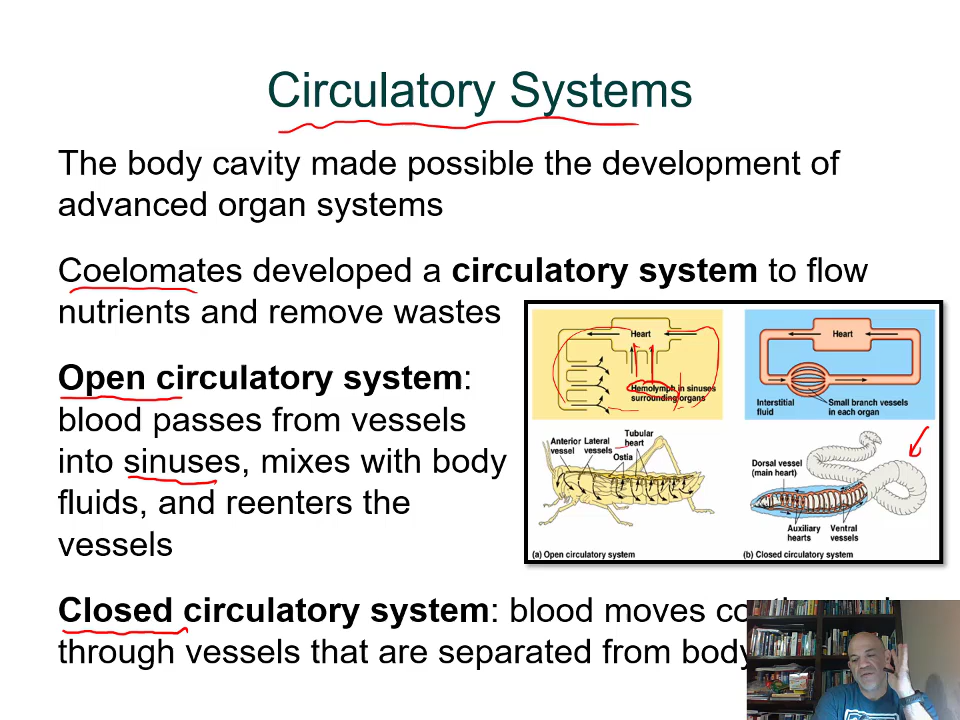 Circulatory Systems
The body cavity made possible the development of
advanced organ systems
Coelomates developed a circulatory system to flow
nutrients and remove wastes
Open circulatory system:
blood passes from vessels
into sinuses, mixes with body
fluids, and reenters the
vessels
Heart
Hemolymph in sinuses
surrounding organs
Anterior
vessel
Lateral
vessels
Tubular
heart
Ostia
(a) Open circulatory system
Heart
Interstitial
fluid
Small branch vessels
in each organ
Dorsal vessel
(main heart)
Auxiliary
hearts
Ventral
vessels
(b) Closed circulatory system
Closed circulatory system: blood moves
through vessels that are separated from body